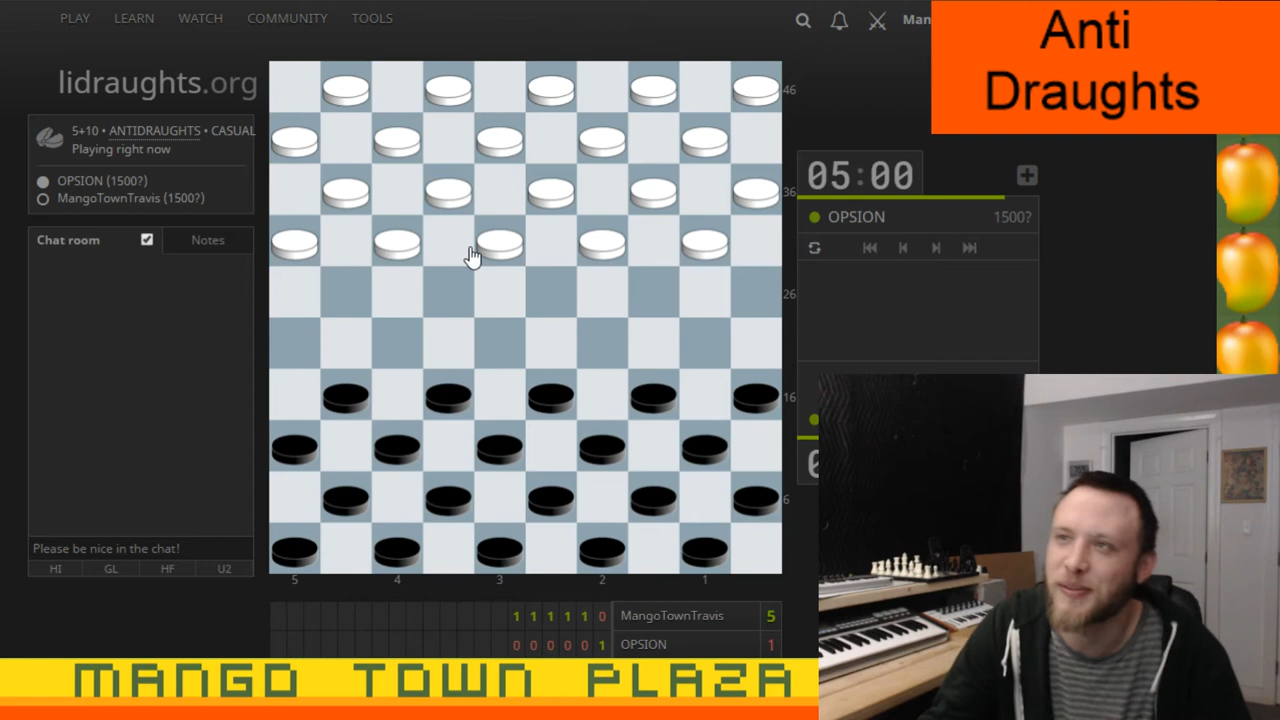 PLAY LEARN WATCH COMMUNITY TOOLS
Man
Anti
Draughts
lidraughts.org
5+10 • ANTIDRAUGHTS • CASUAL
Playing right now
OPSION (1500?)
MangoTownTravis (1500?)
Chat room Notes
Please be nice in the chat!
HI GL HF U2
46
36
26
16
6
5 4 3 2 1
05:00
OPSION 1500?
0
1 1 1 1 1 0 MangoTownTravis 5
0 0 0 0 0 1 OPSION 1
MANGO TOWN PLAZA